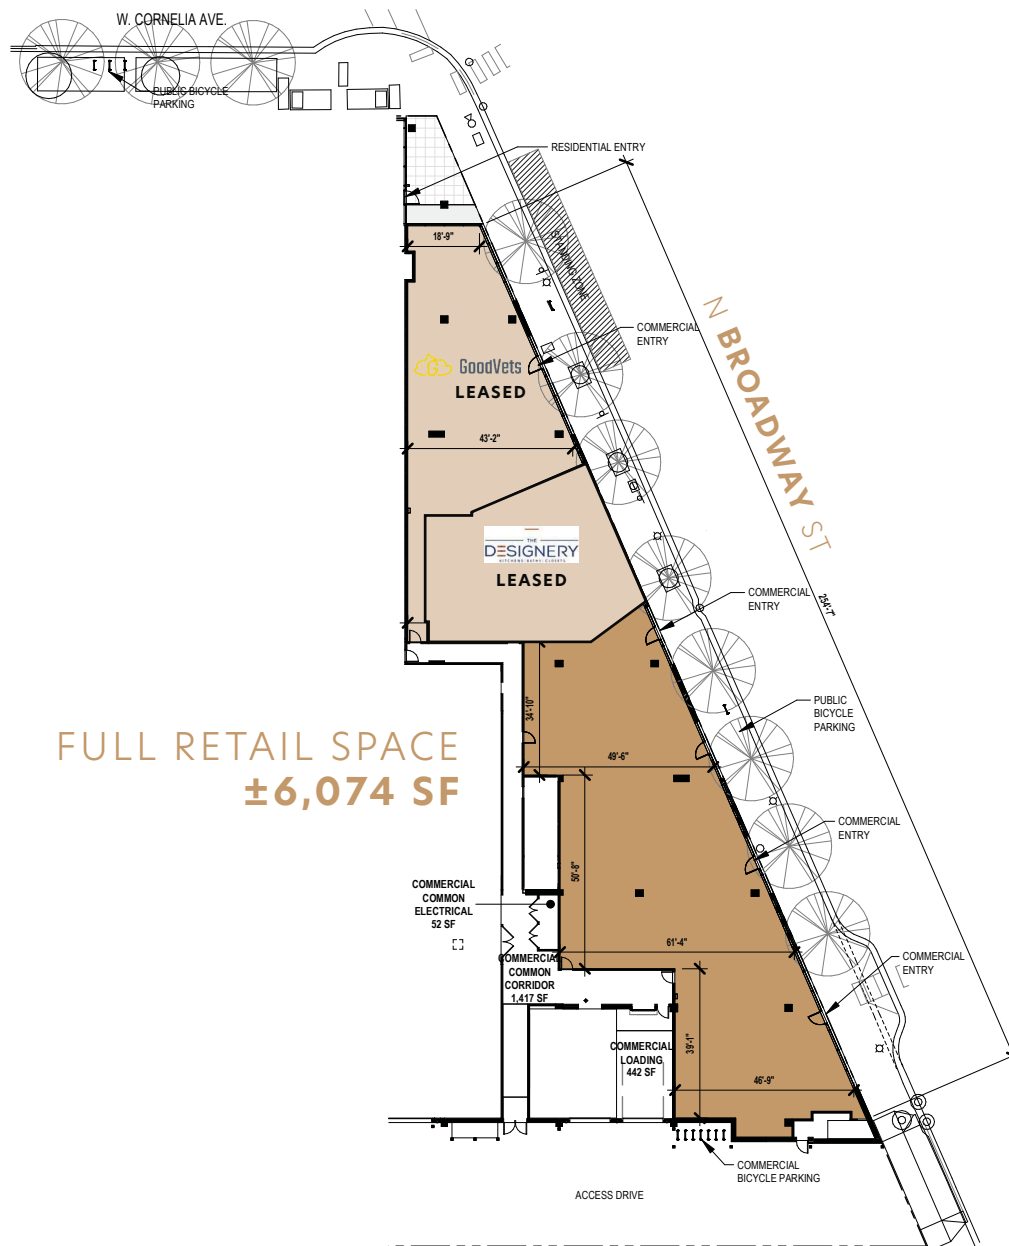 W. CORNELIA AVE.
PUBLIC BICYCLE
PARKING
RESIDENTIAL ENTRY
STANDING ZONE
18'-9"
COMMERCIAL
ENTRY
N BROADWAY ST
GoodVets
LEASED
43'-2"
THE
DESIGNERY
KITCHENS BATHS CLOSETS
LEASED
COMMERCIAL
ENTRY
254'-7"
34'-10"
PUBLIC
BICYCLE
PARKING
FULL RETAIL SPACE
±6,074 SF
49'-6"
COMMERCIAL
ENTRY
50'-8"
COMMERCIAL
COMMON
ELECTRICAL
52 SF
61'-4"
COMMERCIAL
COMMON
CORRIDOR
1,417 SF
COMMERCIAL
ENTRY
39'-1"
COMMERCIAL
LOADING
442 SF
46'-9"
COMMERCIAL
BICYCLE PARKING
ACCESS DRIVE